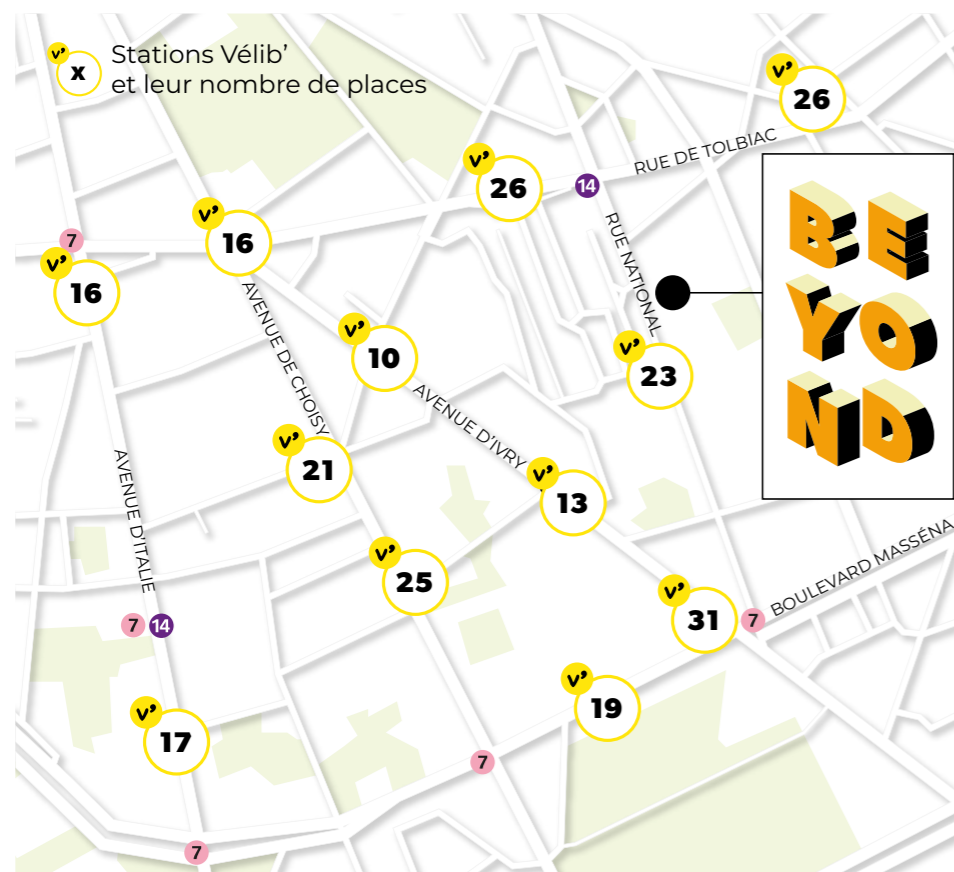 v'
x
Stations Vélib'
et leur nombre de places
v'
26
RUE DE TOLBIAC
v'
26
14
BE
YO
ND
v'
16
7
v'
16
RUE NATIONAL
AVENUE DE CHOISY
v'
10
v'
23
AVENUE D'IVRY
v'
21
v'
13
AVENUE D'ITALIE
v'
25
BOULEVARD MASSÉNA
v'
31
7
7
14
v'
19
v'
17
7
7